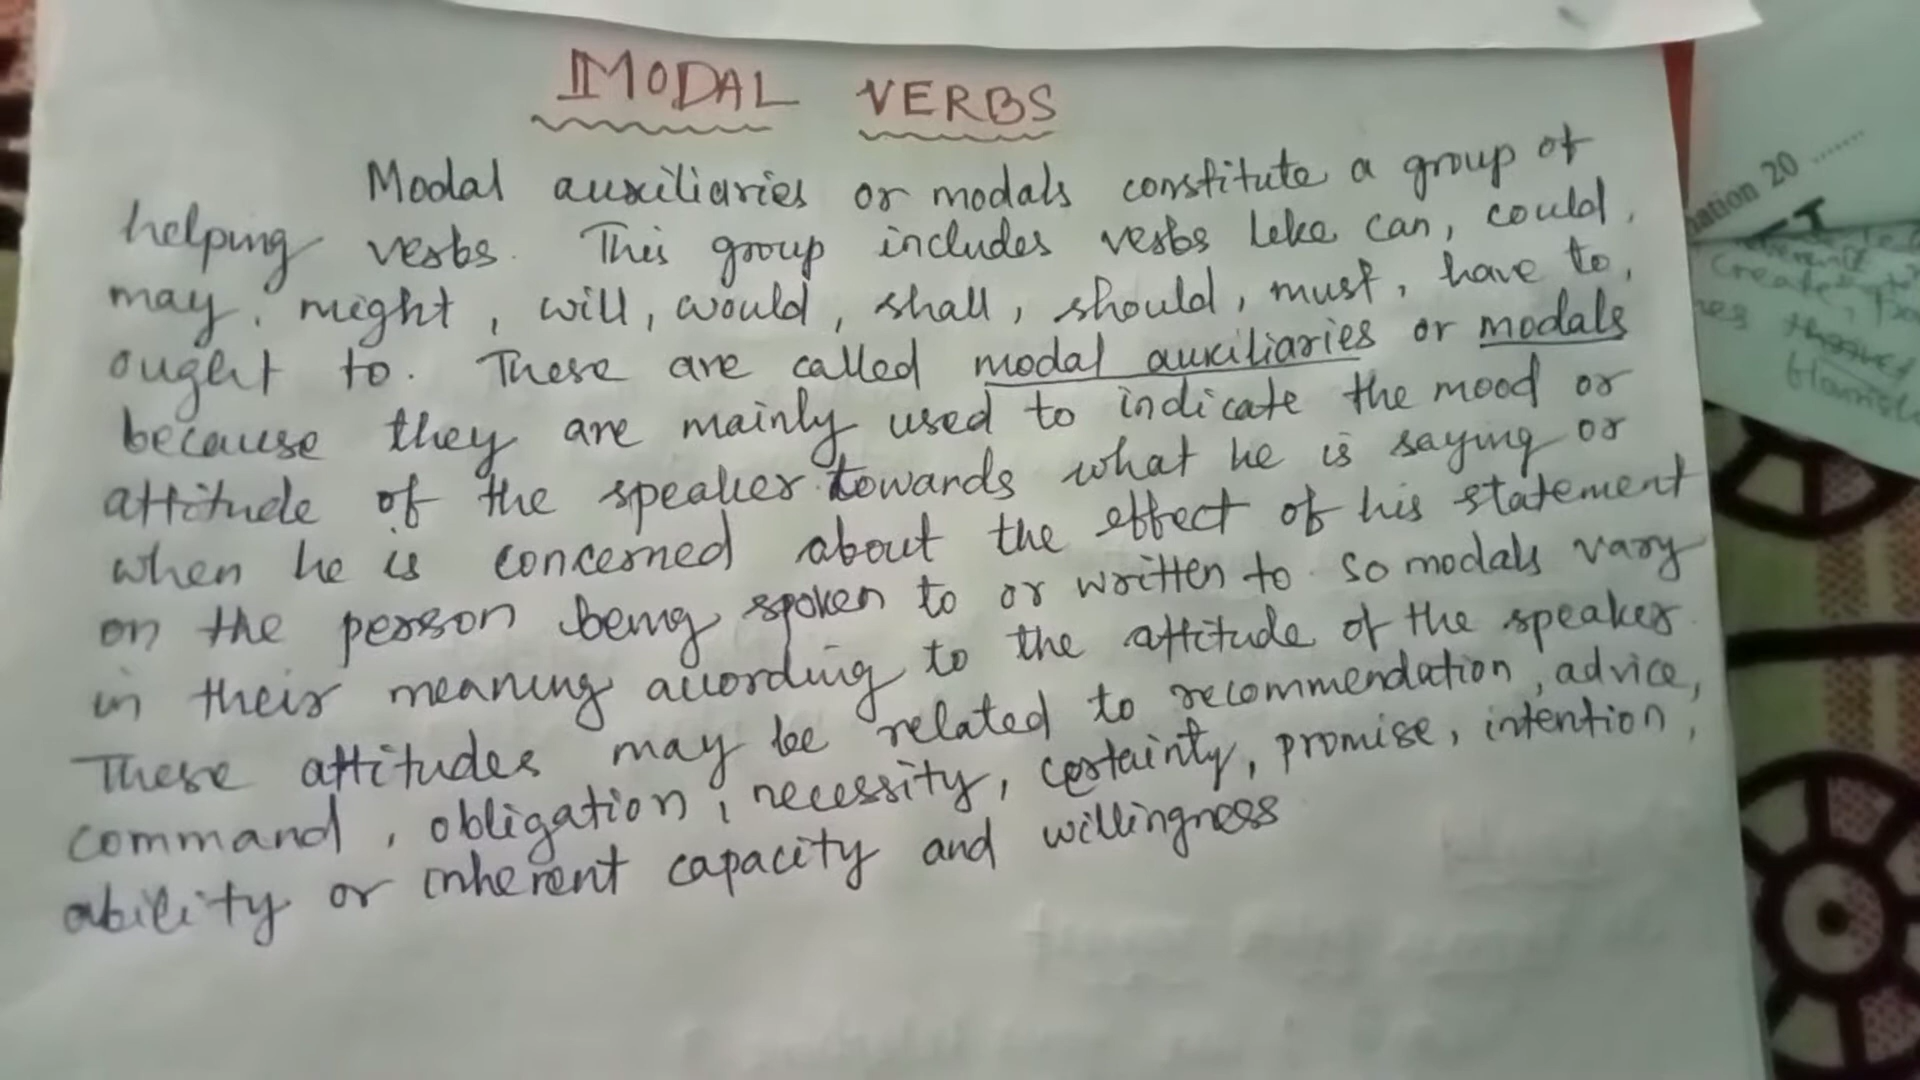 MODAL VERBS
Modal auxiliaries or modals constitute a group of
helping verbs. This group includes verbs like can, could,
may, might, will, would, shall, should, must, have to,
ought to. These are called modal auxiliaries or modals
because they are mainly used to indicate the mood or
attitude of the speaker towards what he is saying or
when he is concerned about the effect of his statement
on the person being spoken to or written to. So modals vary
in their meaning according to the attitude of the speaker.
These attitudes may be related to recommendation, advice,
command, obligation, necessity, certainty, promise, intention,
ability or inherent capacity and willingness
ation 20 ......
create,